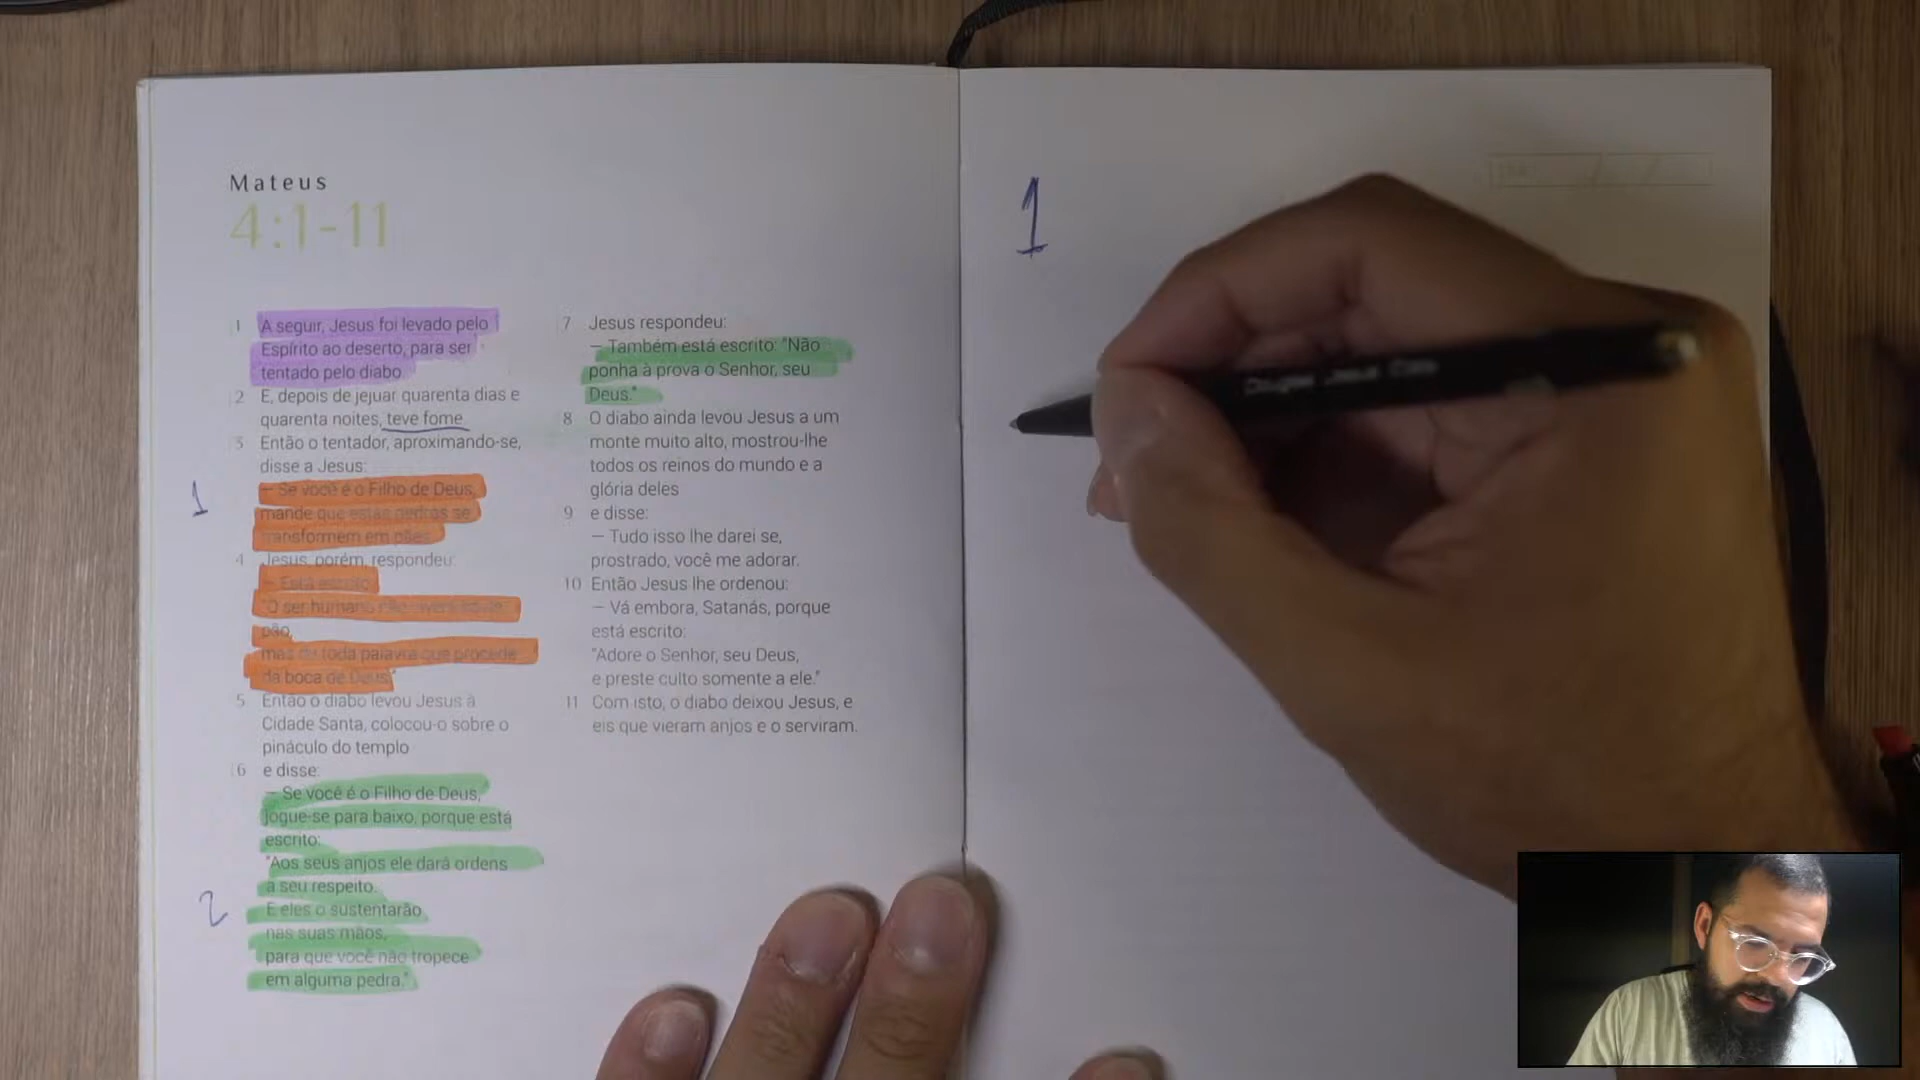 Mateus
4:1-11
1 A seguir, Jesus foi levado pelo
Espírito ao deserto, para ser
tentado pelo diabo
2 E, depois de jejuar quarenta dias e
quarenta noites, teve fome
3 Então o tentador, aproximando-se,
disse a Jesus:
1
— Se você é o Filho de Deus,
mande que estas pedras se
transformem em pães.
4 Jesus, porém, respondeu:
— Está escrito:
"O ser humano não viverá só de
pão,
mas de toda palavra que procede
da boca de Deus."
5 Então o diabo levou Jesus à
Cidade Santa, colocou-o sobre o
pináculo do templo
6 e disse:
— Se você é o Filho de Deus,
jogue-se para baixo, porque está
escrito:
"Aos seus anjos ele dará ordens
a seu respeito.
2
E eles o sustentarão
nas suas mãos,
para que você não tropece
em alguma pedra."
7 Jesus respondeu:
— Também está escrito: "Não
ponha à prova o Senhor, seu
Deus."
8 O diabo ainda levou Jesus a um
monte muito alto, mostrou-lhe
todos os reinos do mundo e a
glória deles
9 e disse:
— Tudo isso lhe darei se,
prostrado, você me adorar.
10 Então Jesus lhe ordenou:
— Vá embora, Satanás, porque
está escrito:
"Adore o Senhor, seu Deus,
e preste culto somente a ele."
11 Com isto, o diabo deixou Jesus, e
eis que vieram anjos e o serviram.
1